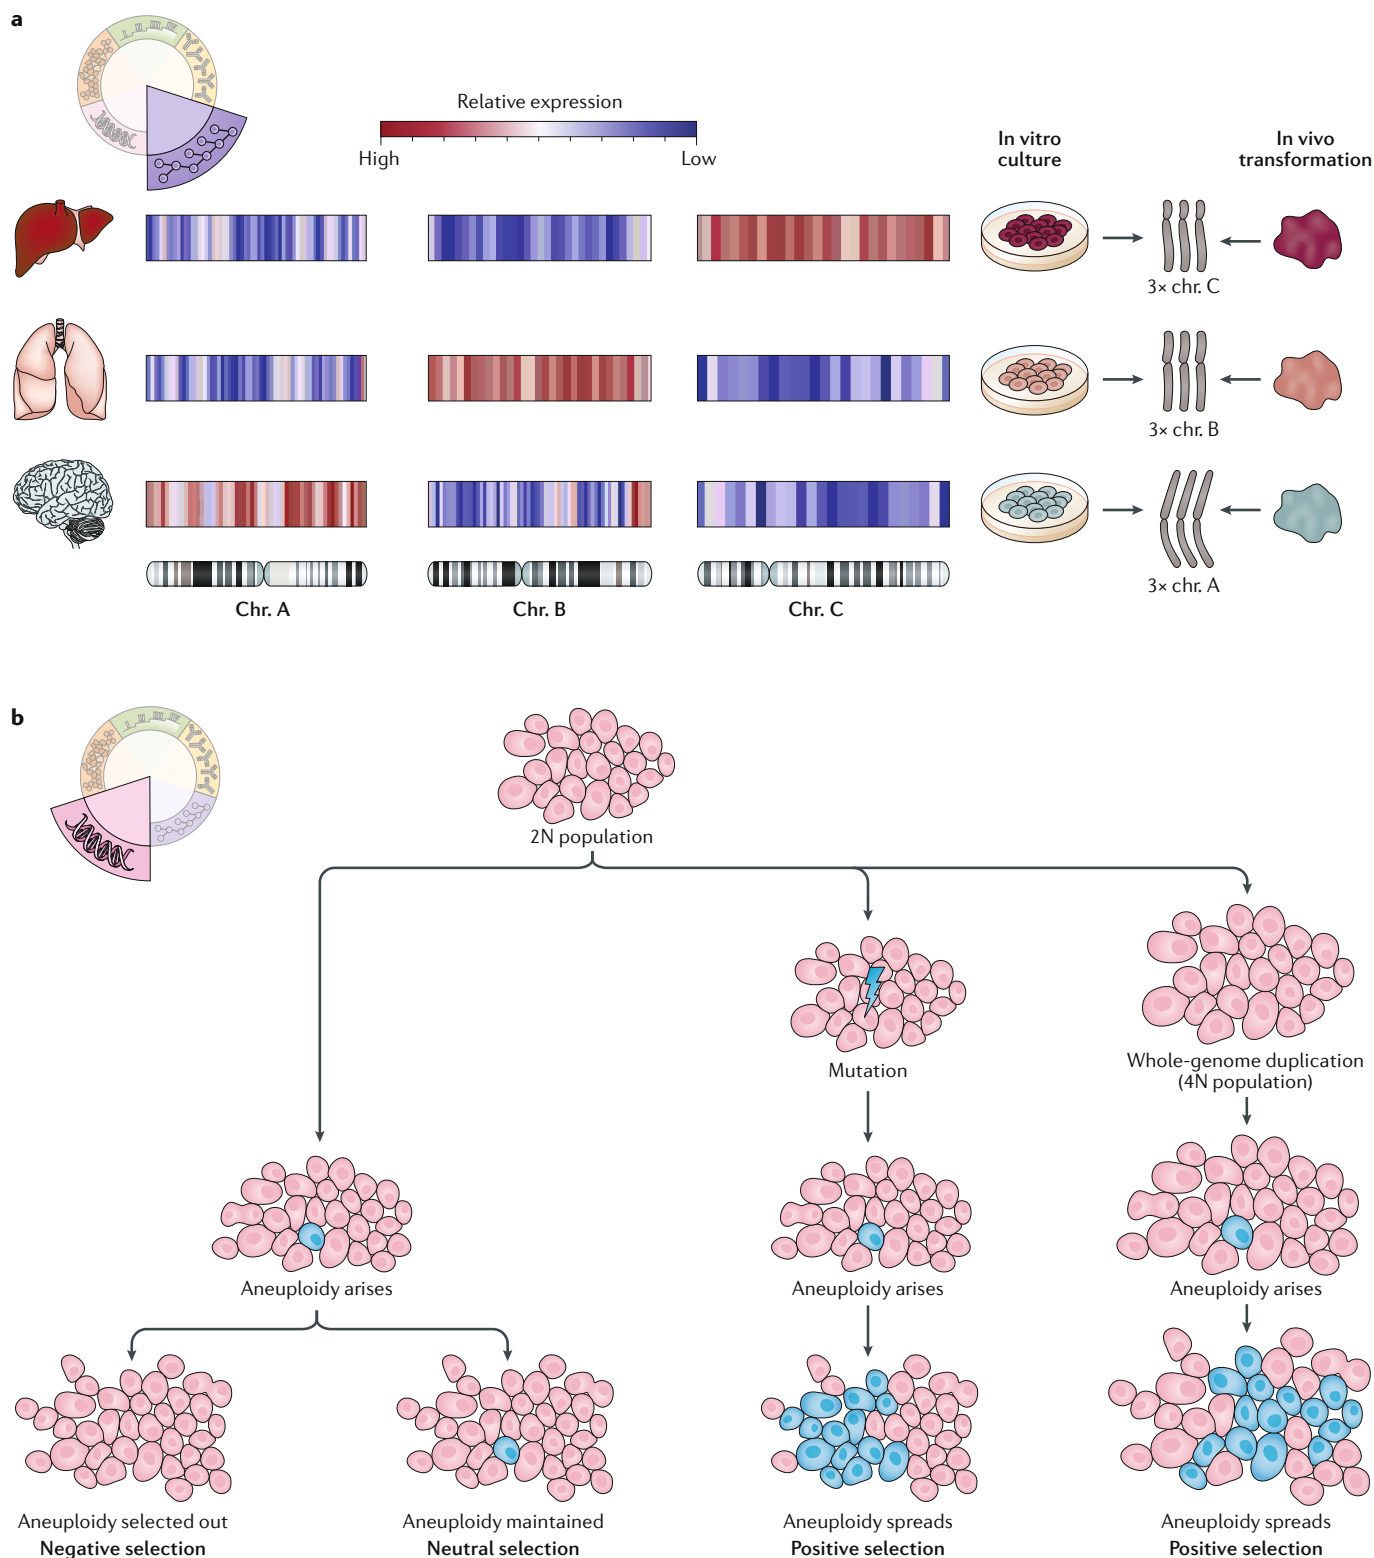 a
Relative expression
High
Low
In vitro
culture
In vivo
transformation
3× chr. C
3× chr. B
3× chr. A
Chr. A
Chr. B
Chr. C
b
2N population
Mutation
Whole-genome duplication
(4N population)
Aneuploidy arises
Aneuploidy arises
Aneuploidy arises
Aneuploidy selected out
Negative selection
Aneuploidy maintained
Neutral selection
Aneuploidy spreads
Positive selection
Aneuploidy spreads
Positive selection